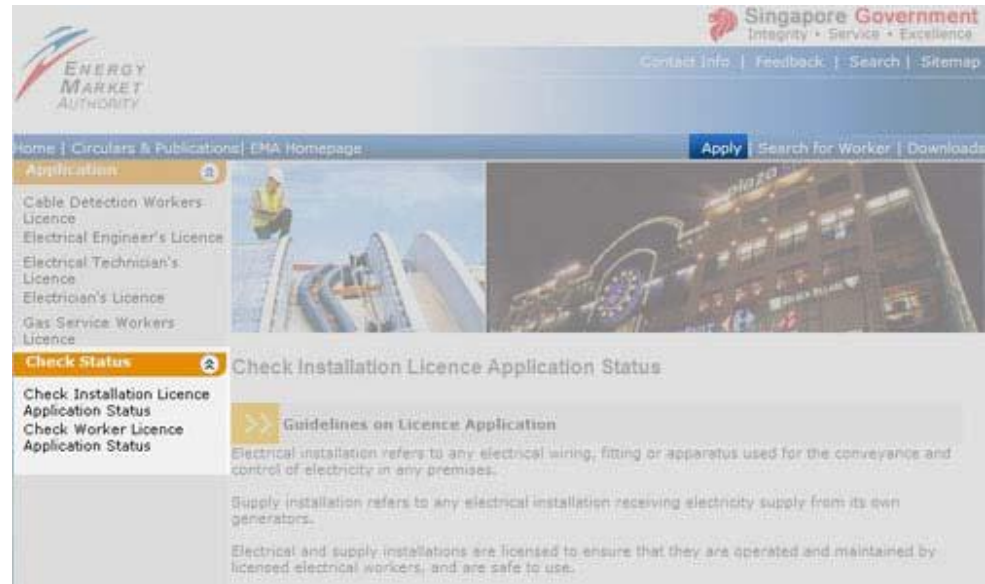 Singapore Government
Integrity • Service • Excellence
ENERGY
MARKET
AUTHORITY
Contact Info | Feedback | Search | Sitemap
Home | Circulars & Publications| EMA Homepage
Apply | Search for Worker | Downloads
Application
Cable Detection Workers
Licence
Electrical Engineer's Licence
Electrical Technician's
Licence
Electrician's Licence
Gas Service Workers
Licence
plaza
Check Status
Check Installation Licence
Application Status
Check Worker Licence
Application Status
Check Installation Licence Application Status
>> Guidelines on Licence Application
Electrical installation refers to any electrical wiring, fitting or apparatus used for the conveyance and
control of electricity in any premises.
Supply installation refers to any electrical installation receiving electricity supply from its own
generators.
Electrical and supply installations are licensed to ensure that they are operated and maintained by
licensed electrical workers, and are safe to use.